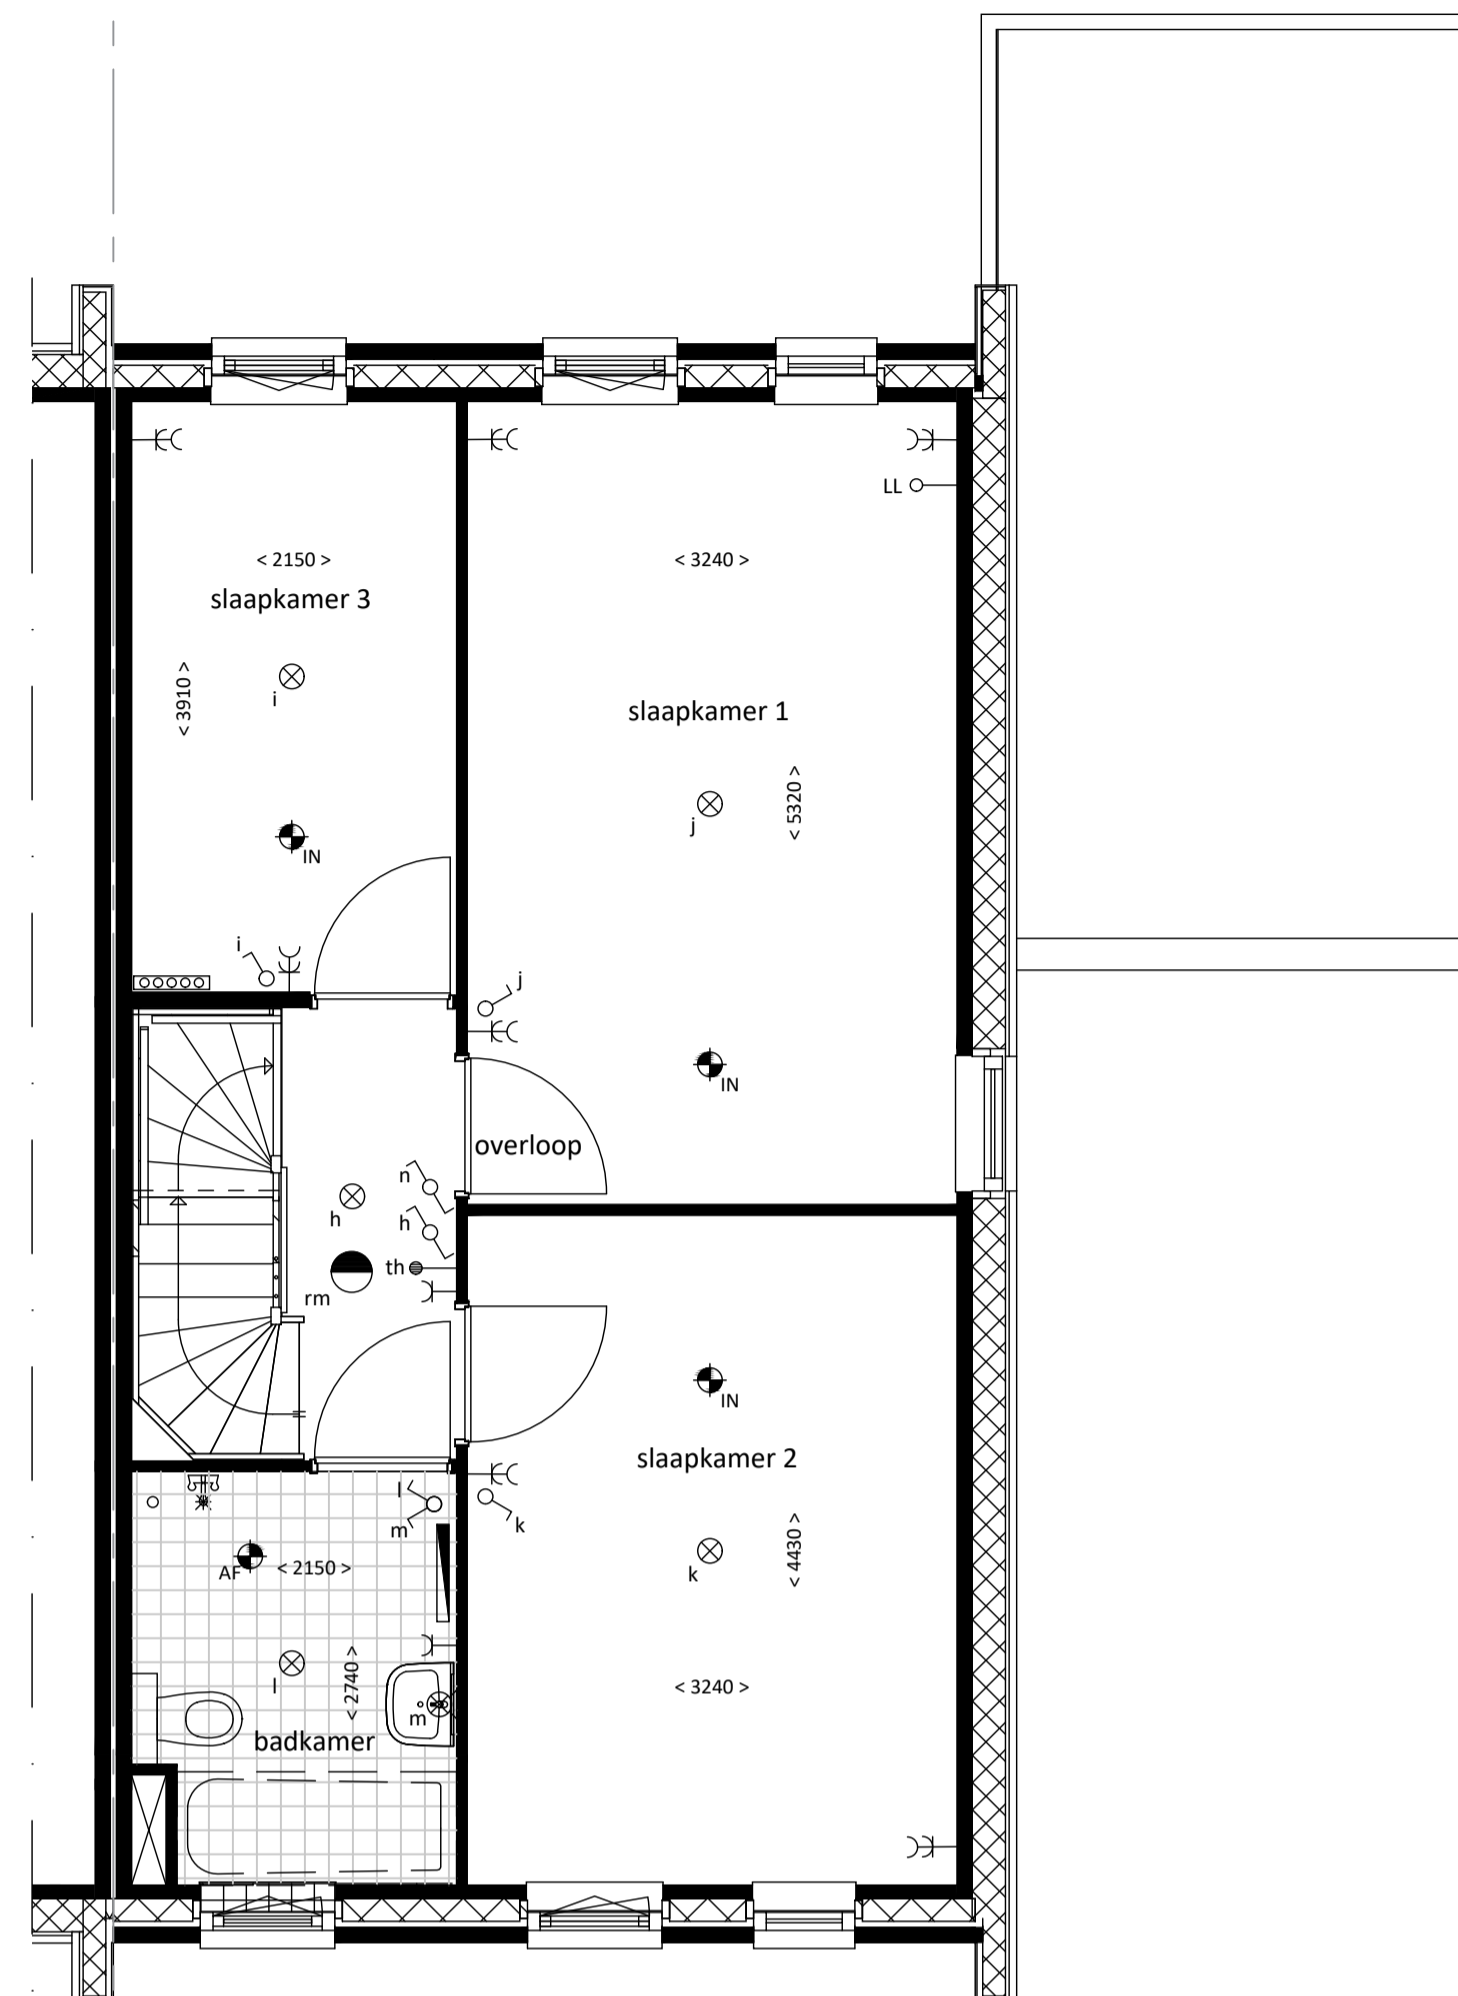 LL
< 2150 >
< 3240 >
slaapkamer 3
< 3910 >
i
slaapkamer 1
< 5320 >
j
IN
i
j
IN
overloop
n
h
h
th
rm
IN
slaapkamer 2
l
m
k
AF
< 2150 >
k
< 4430 >
l
< 2740 >
< 3240 >
m
badkamer